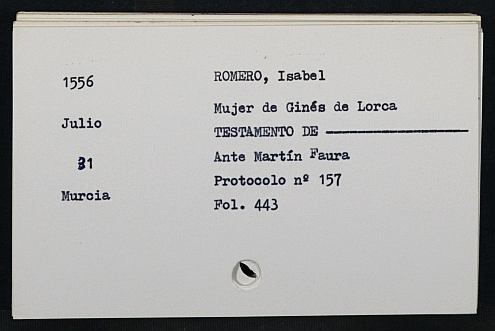 1556
Julio
31
Murcia
ROMERO, Isabel
Mujer de Ginés de Lorca
TESTAMENTO DE
Ante Martín Faura
Protocolo nº 157
Fol. 443